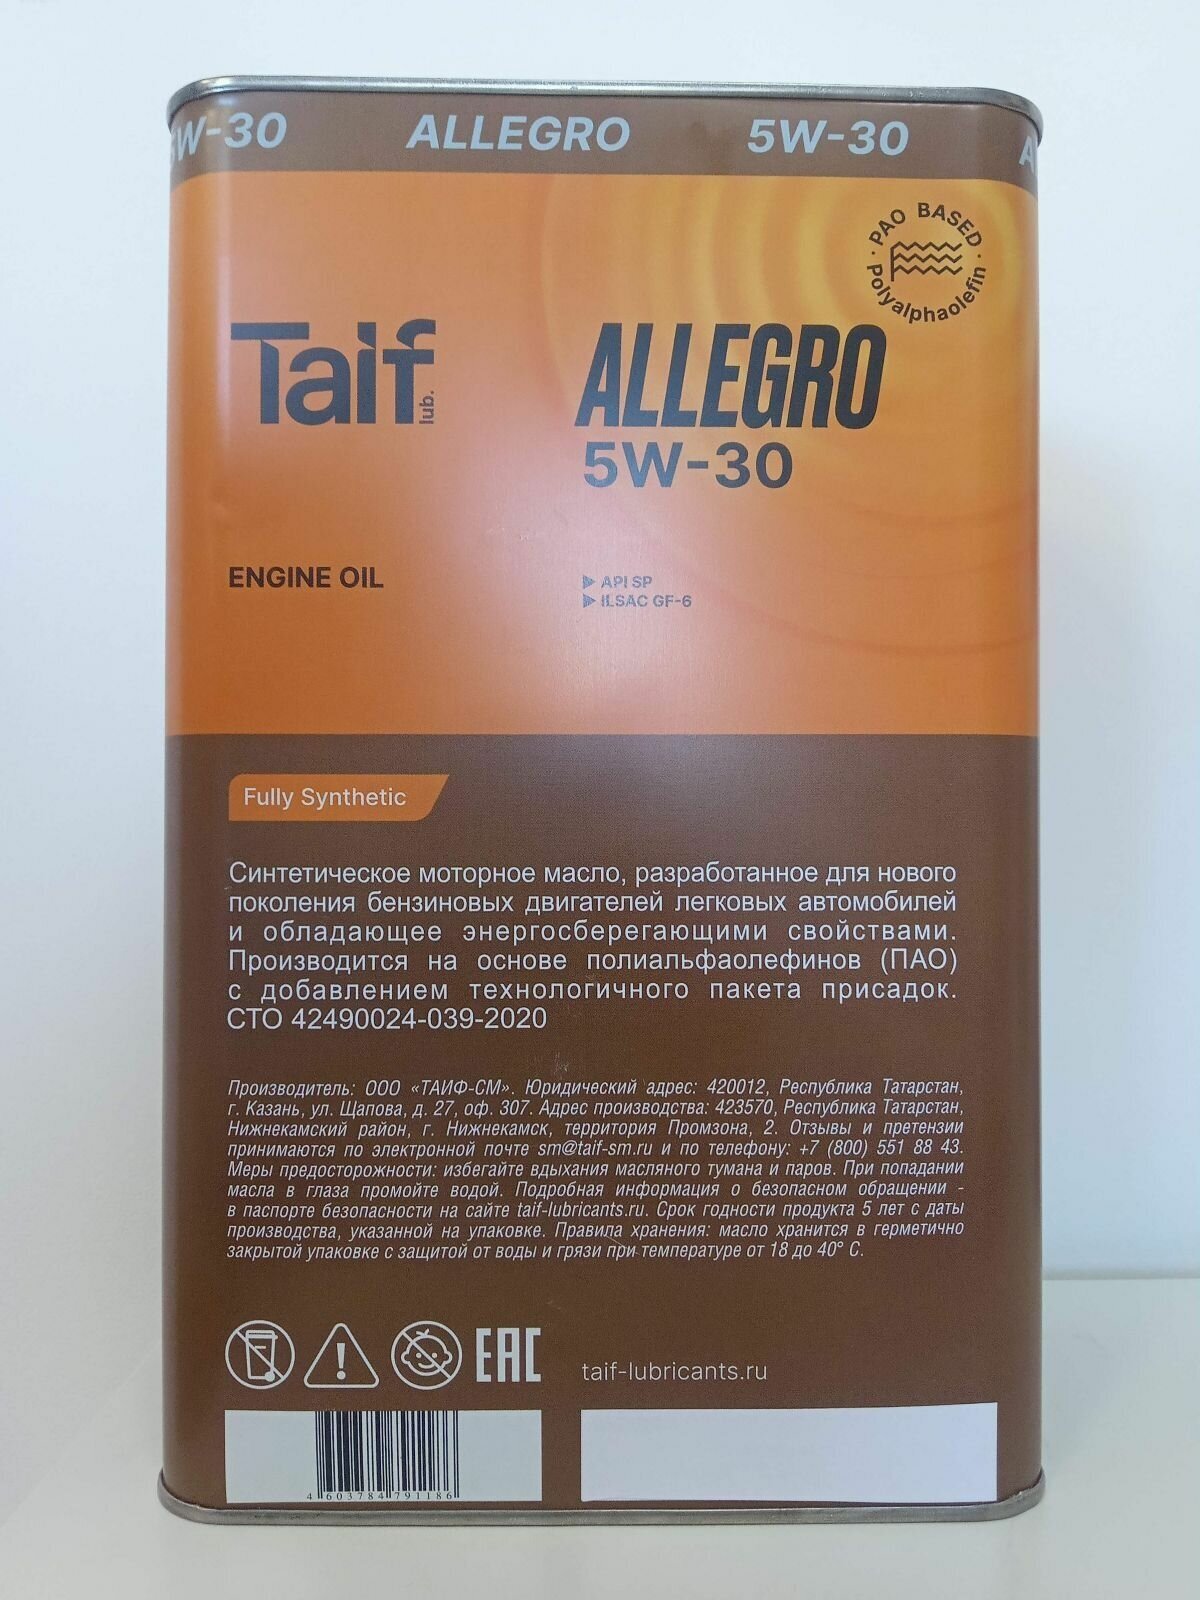 5W-30 ALLEGRO 5W-30 A
PAO BASED
Polyalphaolefin
Taif lub.
ALLEGRO
5W-30
ENGINE OIL
API SP
ILSAC GF-6
Fully Synthetic
Синтетическое моторное масло, разработанное для нового
поколения бензиновых двигателей легковых автомобилей
и обладающее энергосберегающими свойствами.
Производится на основе полиальфаолефинов (ПАО)
с добавлением технологичного пакета присадок.
СТО 42490024-039-2020
Производитель: ООО «ТАИФ-СМ». Юридический адрес: 420012, Республика Татарстан,
г. Казань, ул. Щапова, д. 27, оф. 307. Адрес производства: 423570, Республика Татарстан,
Нижнекамский район, г. Нижнекамск, территория Промзона, 2. Отзывы и претензии
принимаются по электронной почте sm@taif-sm.ru и по телефону: +7 (800) 551 88 43.
Меры предосторожности: избегайте вдыхания масляного тумана и паров. При попадании
масла в глаза промойте водой. Подробная информация о безопасном обращении -
в паспорте безопасности на сайте taif-lubricants.ru. Срок годности продукта 5 лет с даты
производства, указанной на упаковке. Правила хранения: масло хранится в герметично
закрытой упаковке с защитой от воды и грязи при температуре от 18 до 40° С.
EAC
taif-lubricants.ru
4 603784 791186